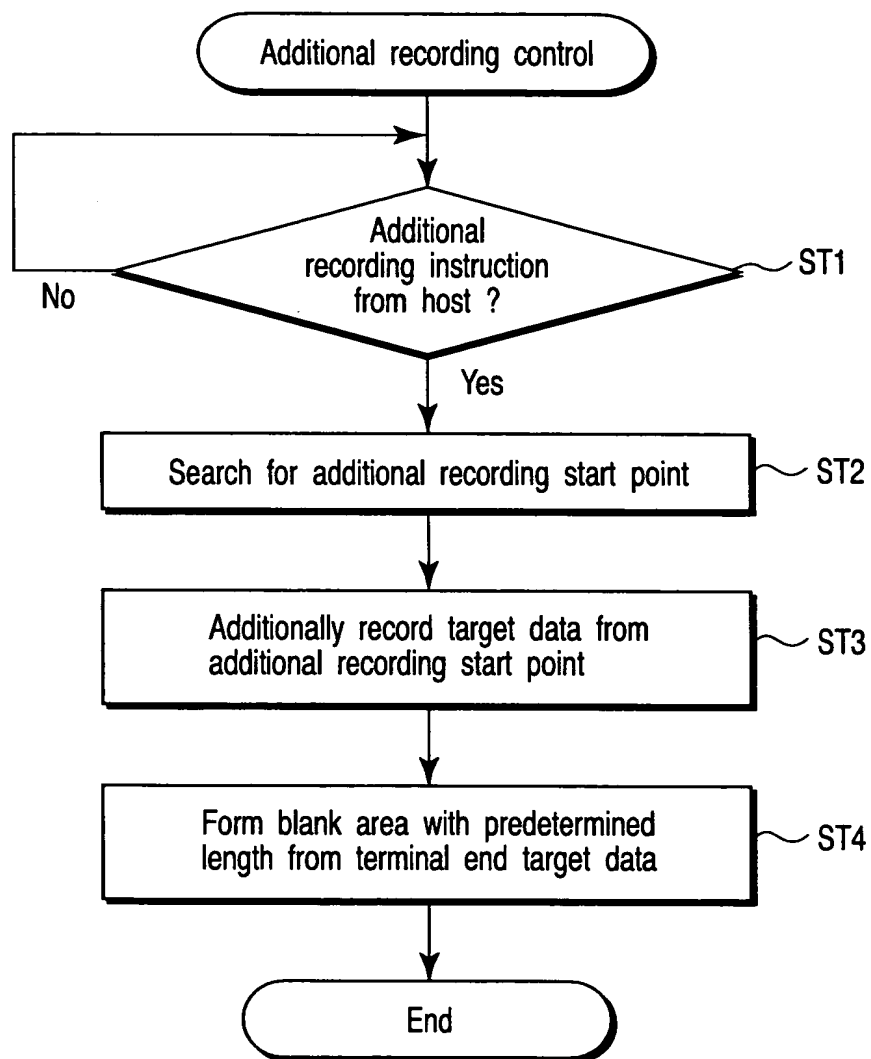 Additional recording control
Additional
recording instruction
from host ?
ST1
No
Yes
Search for additional recording start point
ST2
Additionally record target data from
additional recording start point
ST3
Form blank area with predetermined
length from terminal end target data
ST4
End